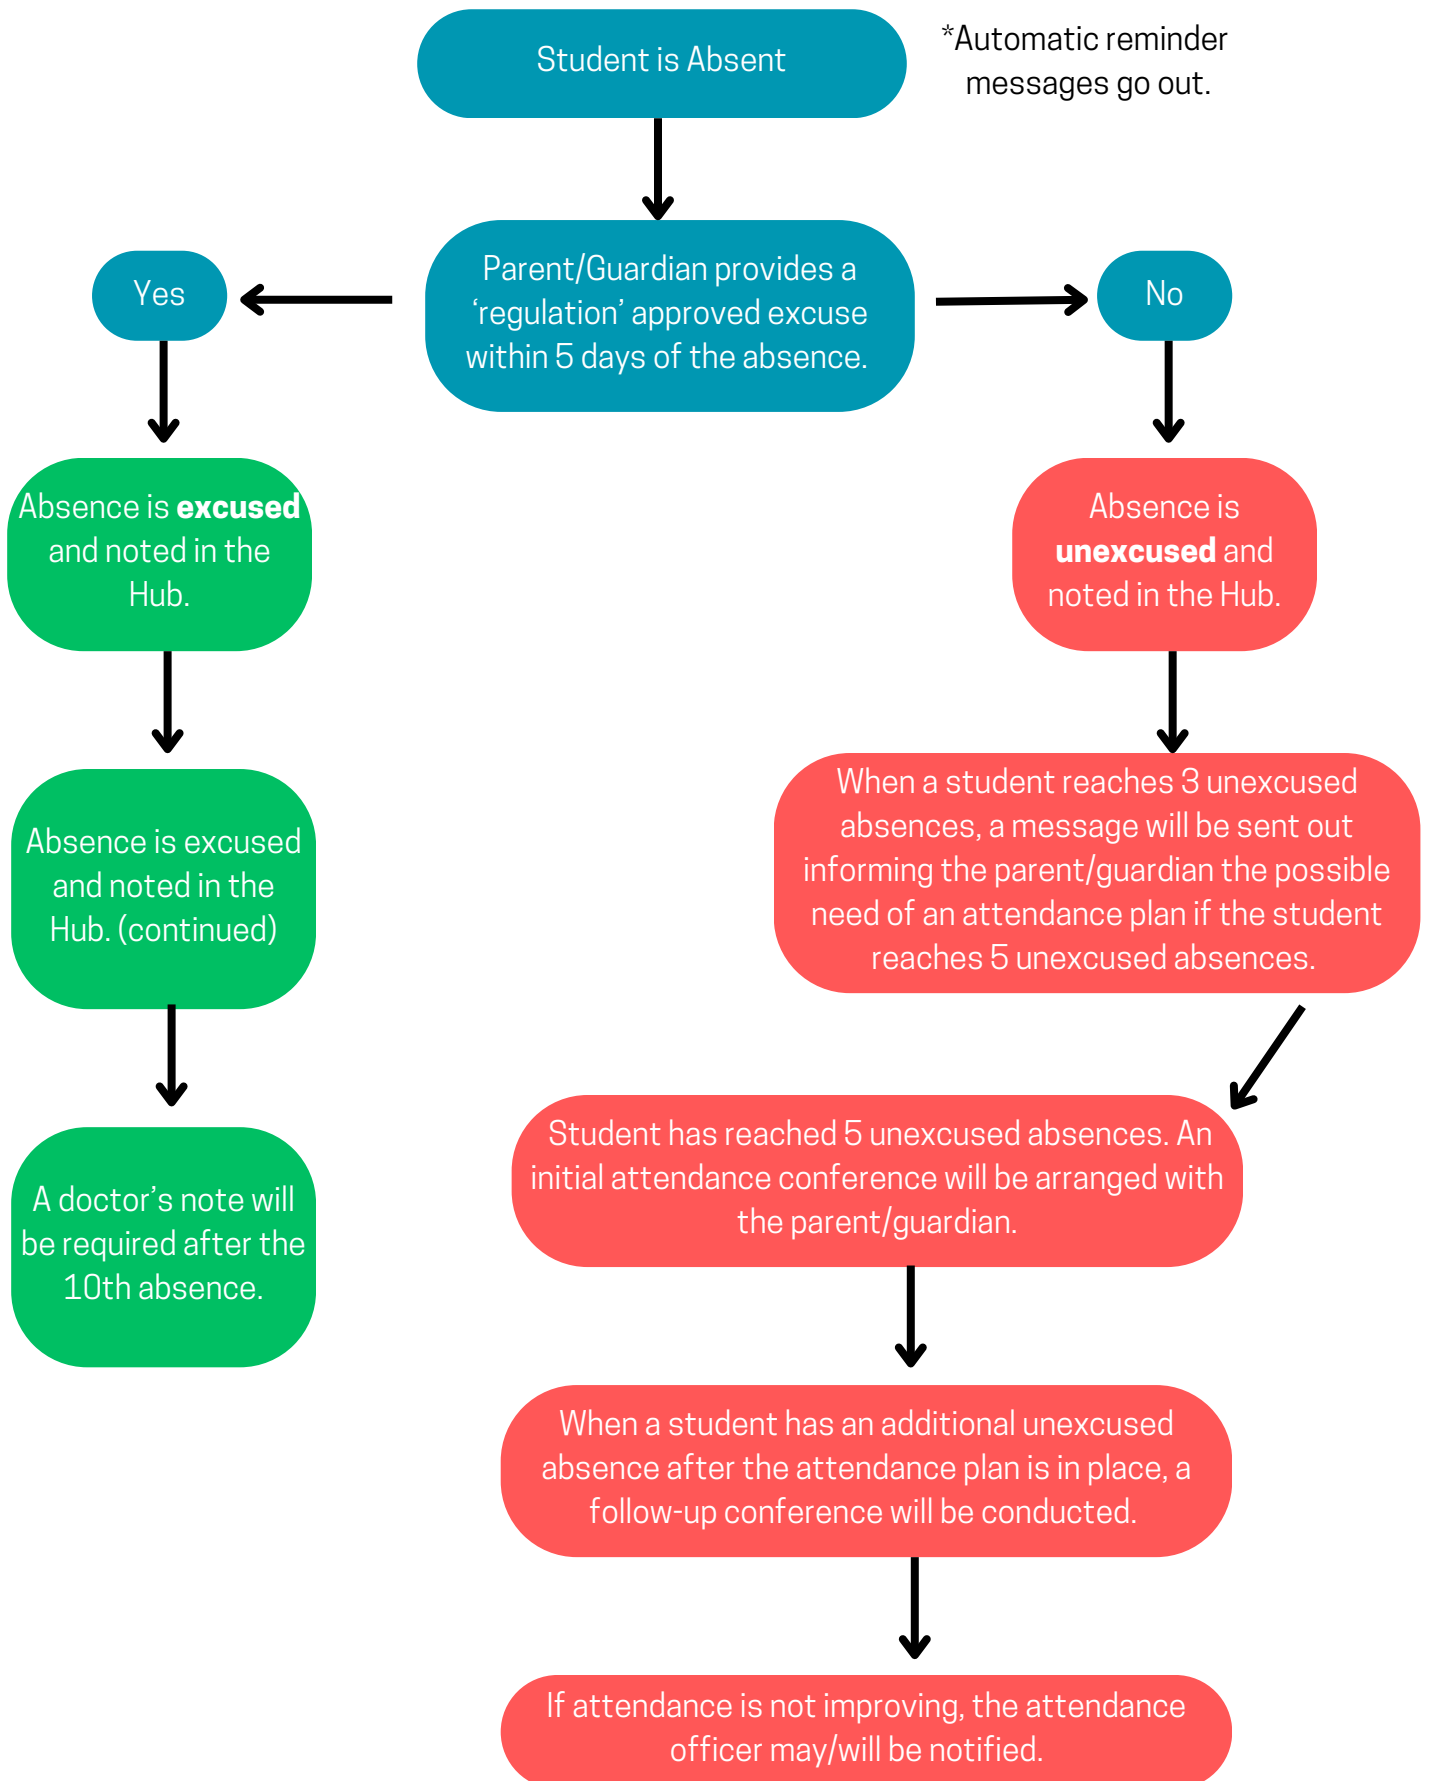 Student is Absent
*Automatic reminder
messages go out.
Parent/Guardian provides a
‘regulation’ approved excuse
within 5 days of the absence.
Yes
No
Absence is excused
and noted in the
Hub.
Absence is
unexcused and
noted in the Hub.
Absence is excused
and noted in the
Hub. (continued)
When a student reaches 3 unexcused
absences, a message will be sent out
informing the parent/guardian the possible
need of an attendance plan if the student
reaches 5 unexcused absences.
A doctor’s note will
be required after the
10th absence.
Student has reached 5 unexcused absences. An
initial attendance conference will be arranged with
the parent/guardian.
When a student has an additional unexcused
absence after the attendance plan is in place, a
follow-up conference will be conducted.
If attendance is not improving, the attendance
officer may/will be notified.